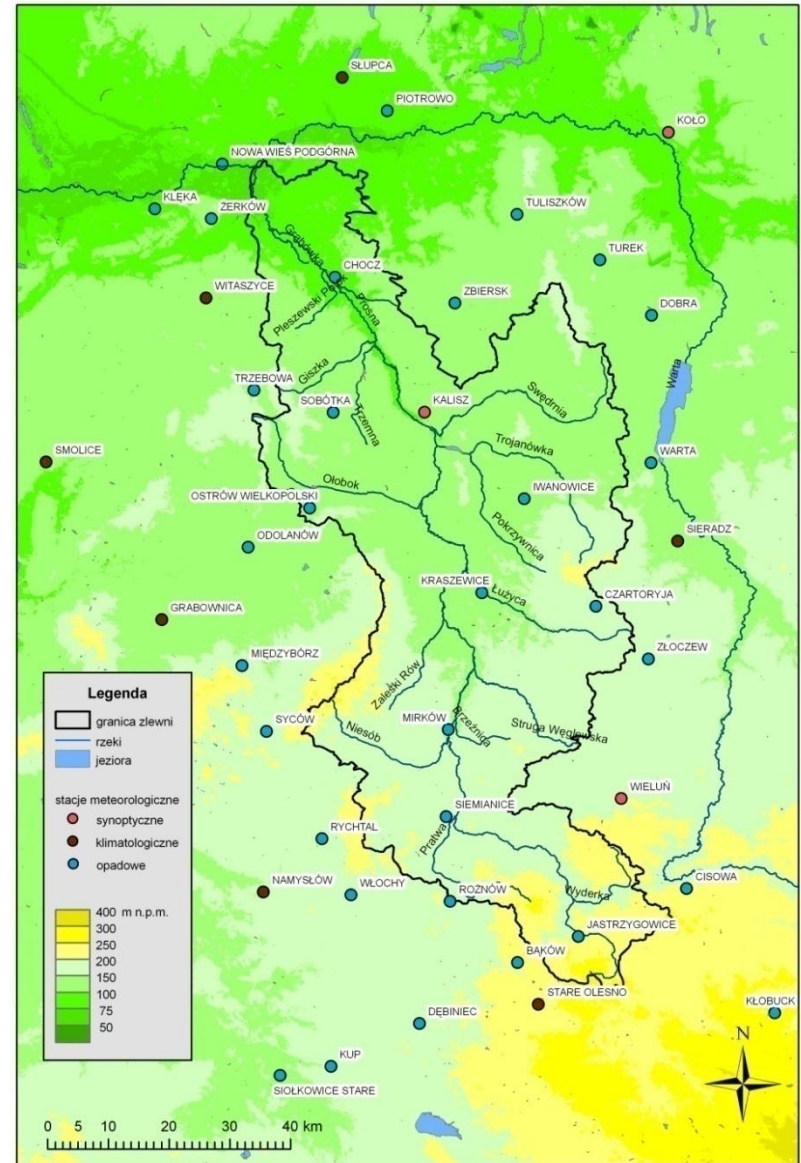 SŁUPCA
PIOTROWO
KOŁO
NOWA WIEŚ PODGÓRNA
KLĘKA
ŻERKÓW
TULISZKÓW
Grabówka
CHOCZ
TUREK
WITASZYCE
Pleszewski Potok
Prosna
ZBIERSK
DOBRA
Giszka
TRZEBOWA
SOBÓTKA
Trzemna
KALISZ
Swędrnia
Warta
Trojanówka
SMOLICE
WARTA
Ołobok
OSTRÓW WIELKOPOLSKI
IWANOWICE
Pokrzywnica
ODOLANÓW
SIERADZ
KRASZEWICE
Łużyca
CZARTORYJA
GRABOWNICA
MIĘDZYBÓRZ
ZŁOCZEW
Zaleski Rów
SYCÓW
Niesób
MIRKÓW
Brzeźnica
Struga Węglewska
WIELUŃ
SIEMIANICE
RYCHTAL
Pratwa
NAMYSŁÓW
WŁOCHY
ROŻNÓW
Wyderka
CISOWA
JASTRZYGOWICE
BĄKÓW
STARE OLESNO
KŁOBUCK
DĘBINIEC
KUP
SIOŁKOWICE STARE
Legenda
granica zlewni
rzeki
jeziora
stacje meteorologiczne
synoptyczne
klimatologiczne
opadowe
400 m n.p.m.
300
250
200
150
100
75
50
N
0 5 10 20 30 40 km